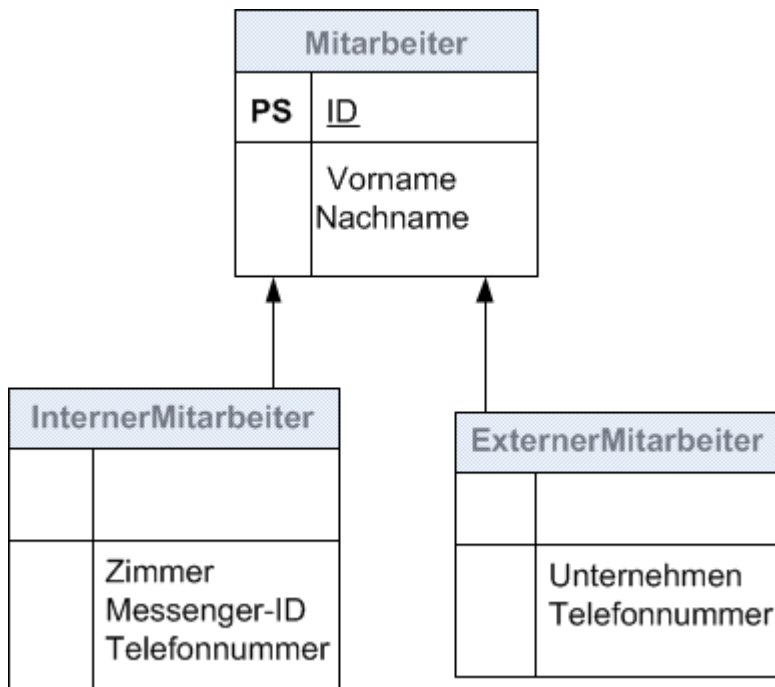 Mitarbeiter
PS ID
Vorname
Nachname
InternerMitarbeiter
Zimmer
Messenger-ID
Telefonnummer
ExternerMitarbeiter
Unternehmen
Telefonnummer